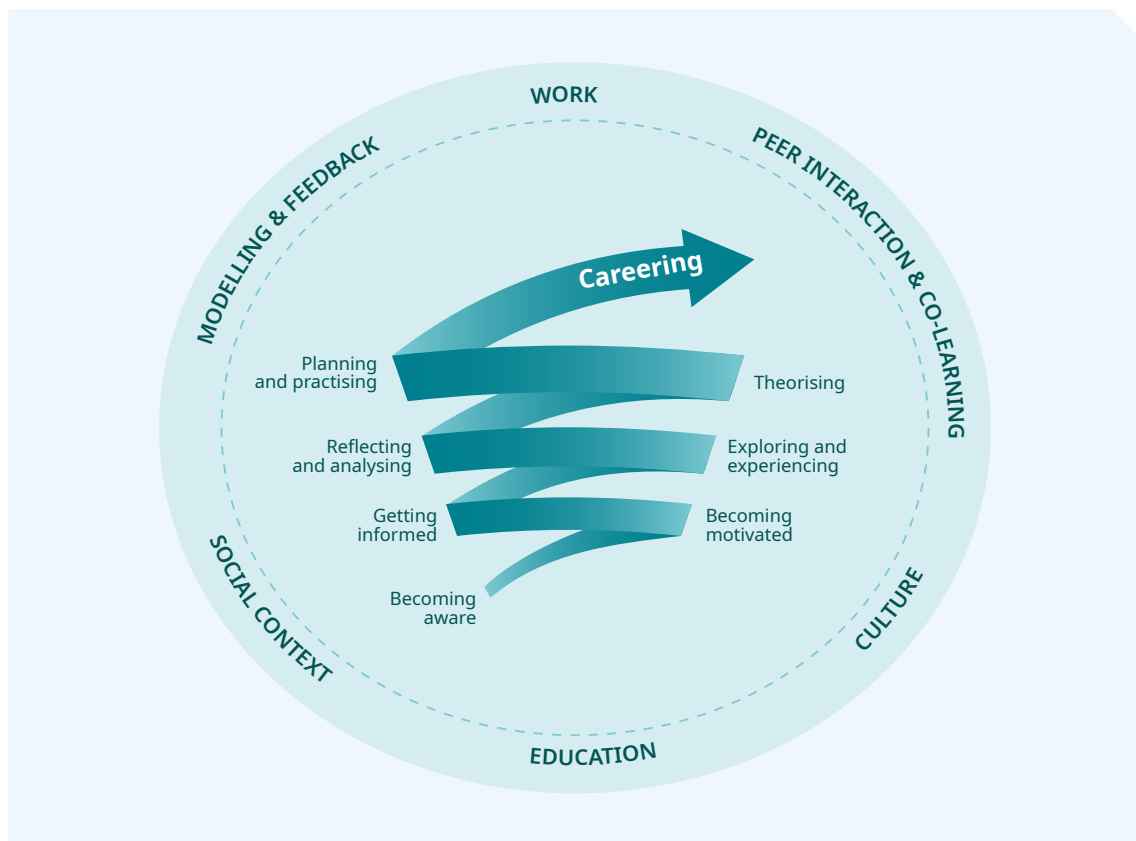 WORK
PEER INTERACTION & CO-LEARNING
MODELLING & FEEDBACK
Careering
Planning
and practising
Theorising
Reflecting
and analysing
Exploring and
experiencing
Getting
informed
Becoming
motivated
Becoming
aware
SOCIAL CONTEXT
CULTURE
EDUCATION